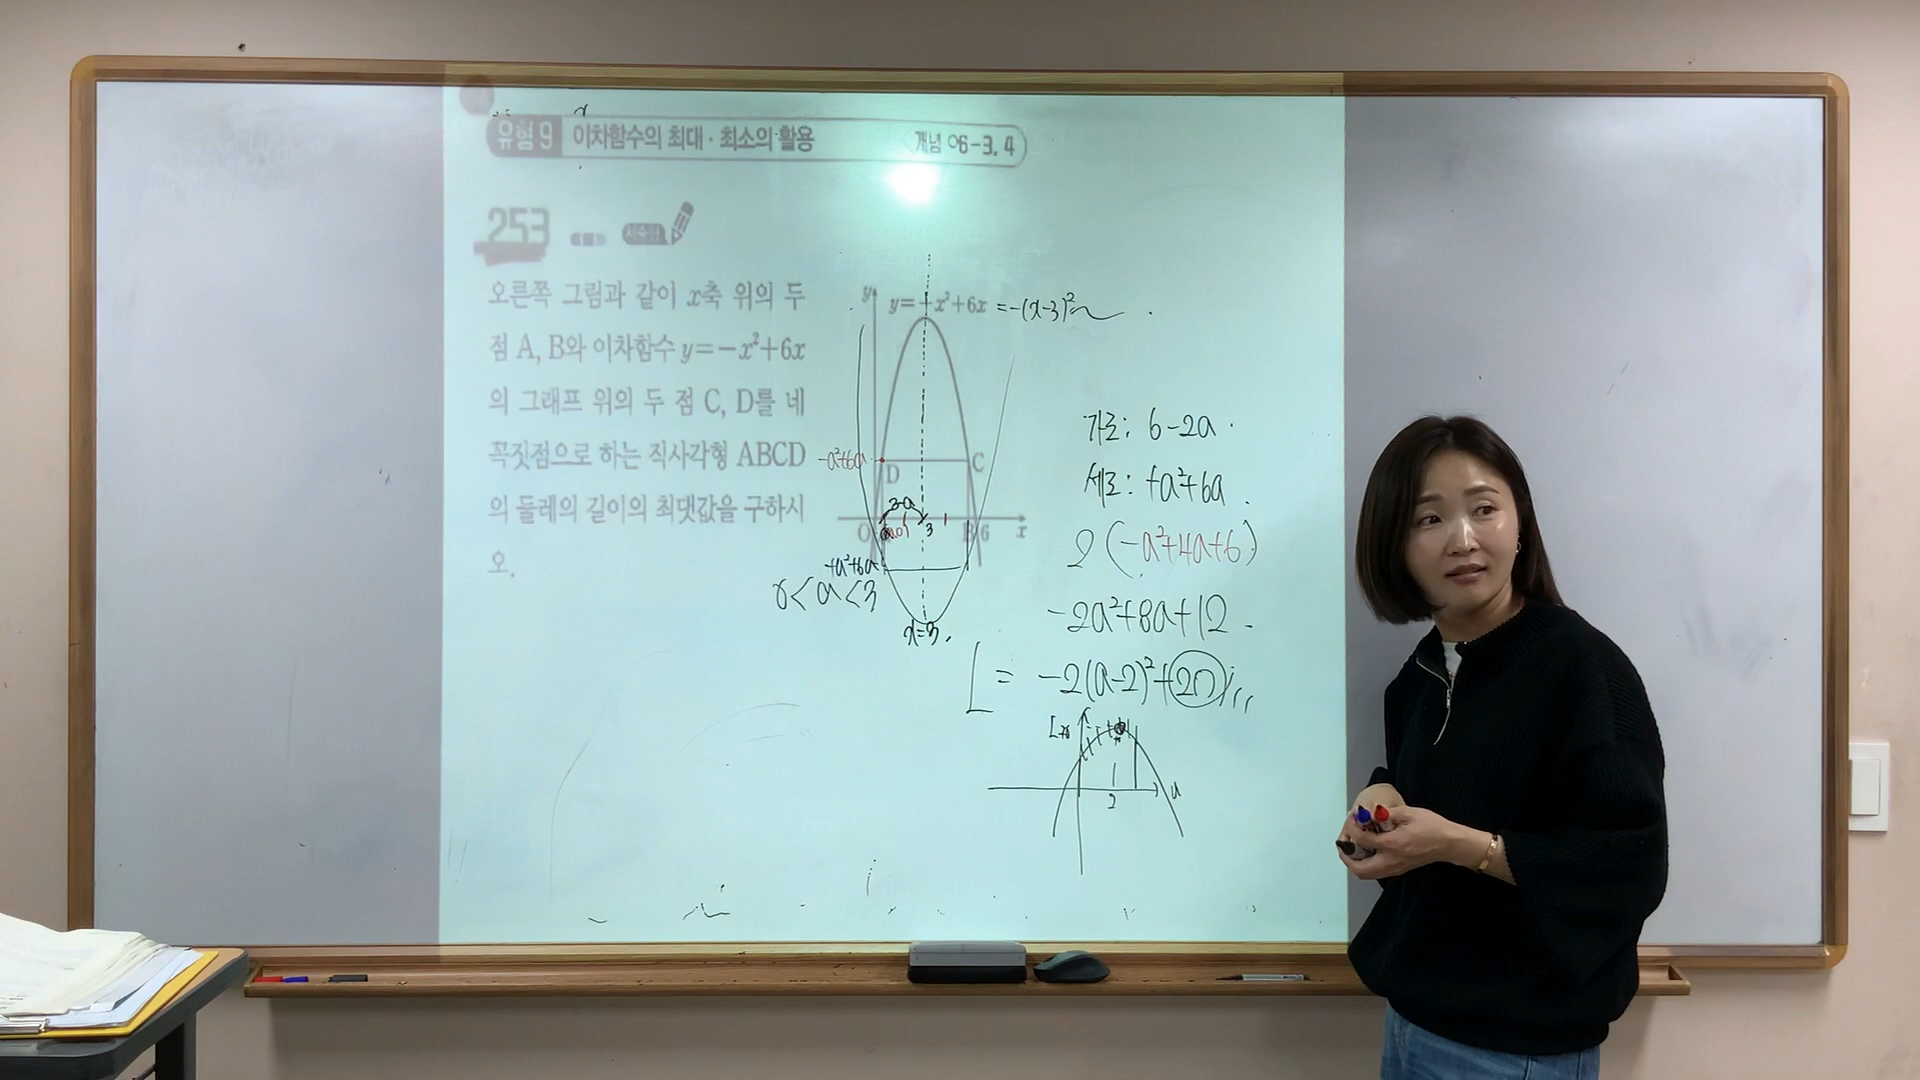 유형 9 이차함수의 최대·최소의 활용 개념 06-3, 4
253
서술형
오른쪽 그림과 같이 x축 위의 두
점 A, B와 이차함수 y=-x²+6x
의 그래프 위의 두 점 C, D를 네
꼭짓점으로 하는 직사각형 ABCD
의 둘레의 길이의 최댓값을 구하시
오.
y
y=-x²+6x =-(x-3)²
-a²+6a
D
C
3-a
O
a
3
B
6
x
+a²+6a
0<a<3
x=3.
가로: 6-2a
세로: +a²+6a
2(-a²+4a+6)
-2a²+8a+12
L = -2(a-2)²+20
L
2
a